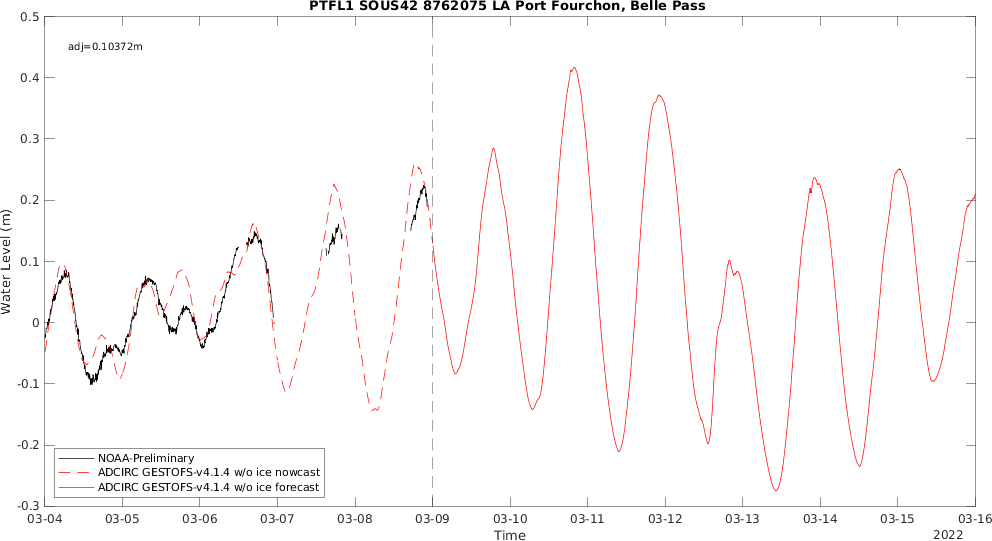 PTFL1 SOUS42 8762075 LA Port Fourchon, Belle Pass
adj=0.10372m
0.5
0.4
0.3
0.2
0.1
0
-0.1
-0.2
-0.3
Water Level (m)
NOAA-Preliminary
ADCIRC GESTOFS-v4.1.4 w/o ice nowcast
ADCIRC GESTOFS-v4.1.4 w/o ice forecast
03-04 03-05 03-06 03-07 03-08 03-09 03-10 03-11 03-12 03-13 03-14 03-15 03-16
Time
2022